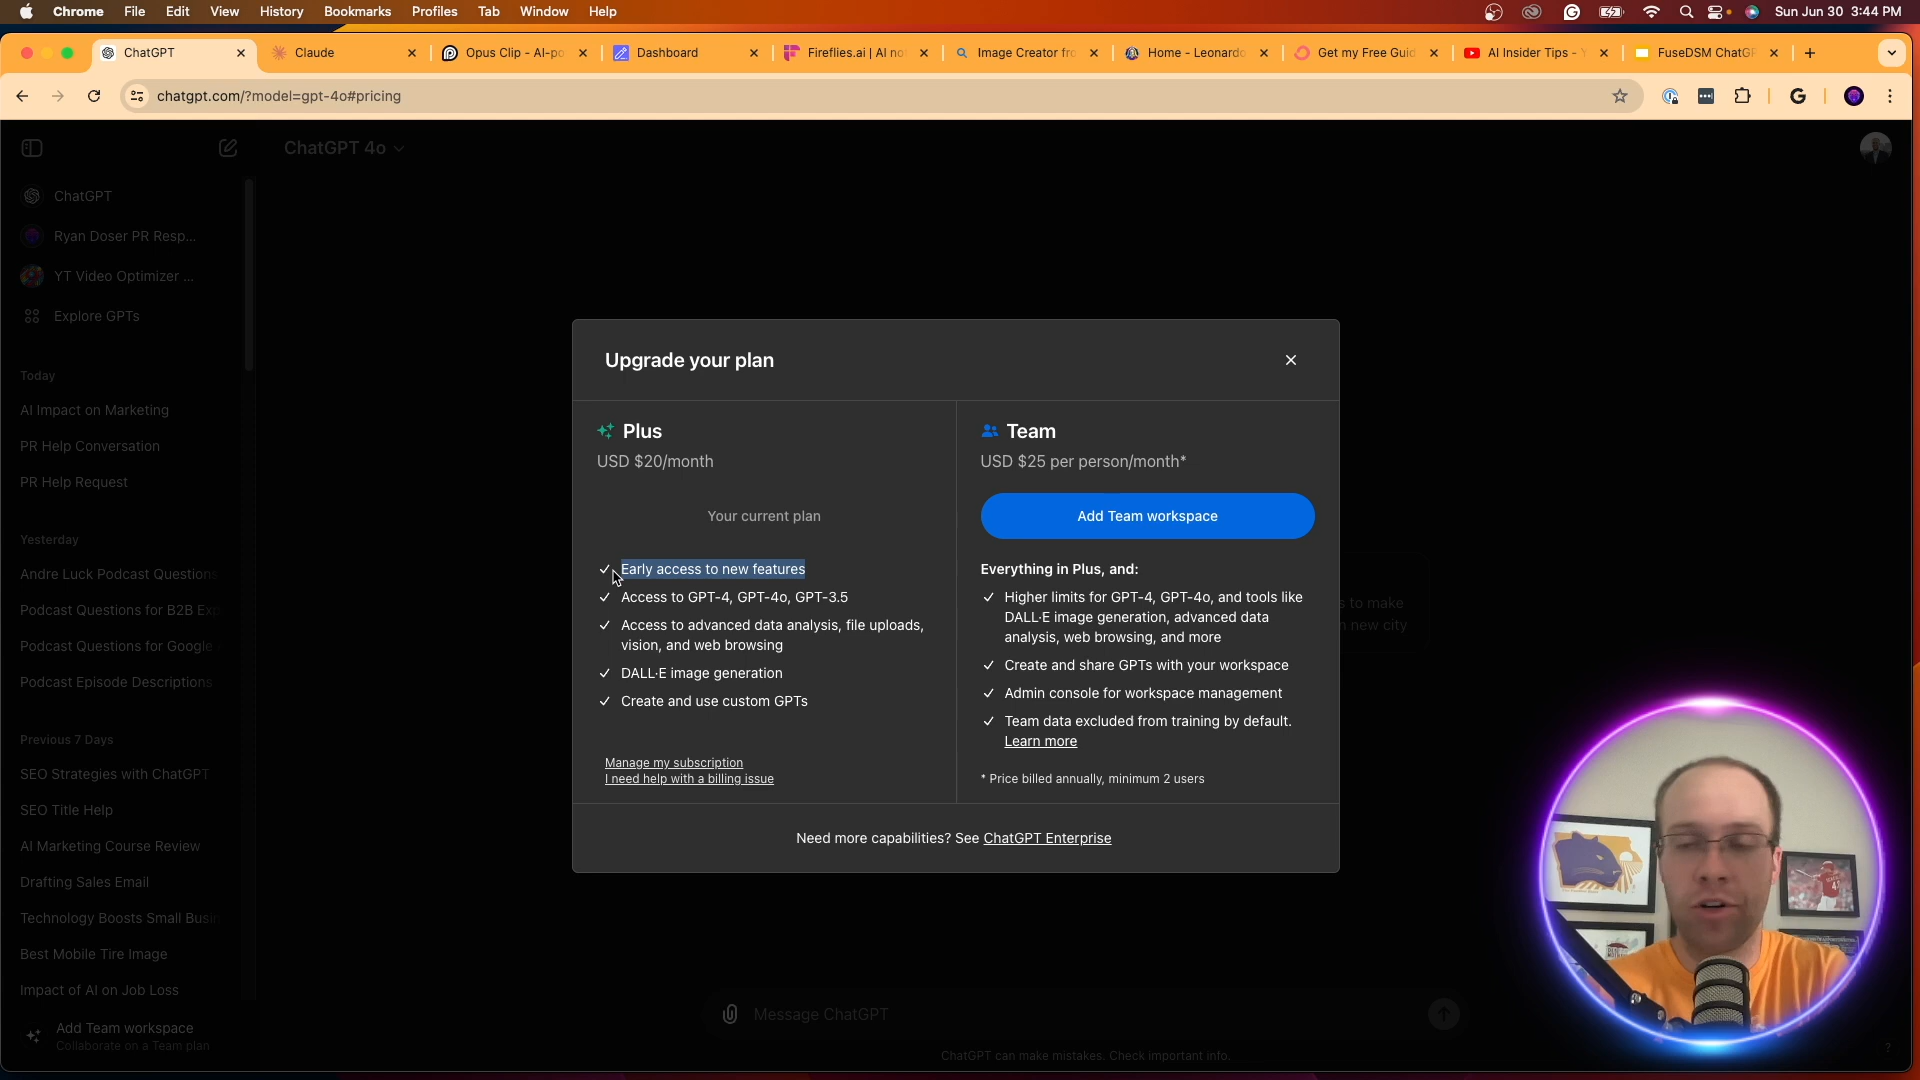 Chrome File Edit View History Bookmarks Profiles Tab Window Help Sun Jun 30 3:44 PM
ChatGPT Claude Opus Clip - AI-po Dashboard Fireflies.ai | AI no Image Creator fro Home - Leonardo Get my Free Guid AI Insider Tips - FuseDSM ChatGP
chatgpt.com/?model=gpt-4o#pricing
ChatGPT 4o
ChatGPT
Ryan Doser PR Resp...
YT Video Optimizer ...
Explore GPTs
Today
AI Impact on Marketing
PR Help Conversation
PR Help Request
Yesterday
Andre Luck Podcast Questions
Podcast Questions for B2B Exp
Podcast Questions for Google
Podcast Episode Descriptions
Previous 7 Days
SEO Strategies with ChatGPT
SEO Title Help
AI Marketing Course Review
Drafting Sales Email
Technology Boosts Small Busin
Best Mobile Tire Image
Impact of AI on Job Loss
Add Team workspace
Collaborate on a Team plan
Upgrade your plan
Plus
USD $20/month
Your current plan
Early access to new features
Access to GPT-4, GPT-4o, GPT-3.5
Access to advanced data analysis, file uploads,
vision, and web browsing
DALL·E image generation
Create and use custom GPTs
Manage my subscription
I need help with a billing issue
Team
USD $25 per person/month*
Add Team workspace
Everything in Plus, and:
Higher limits for GPT-4, GPT-4o, and tools like
DALL·E image generation, advanced data
analysis, web browsing, and more
Create and share GPTs with your workspace
Admin console for workspace management
Team data excluded from training by default.
Learn more
* Price billed annually, minimum 2 users
Need more capabilities? See ChatGPT Enterprise
s to make
n new city
Message ChatGPT
ChatGPT can make mistakes. Check important info.
?